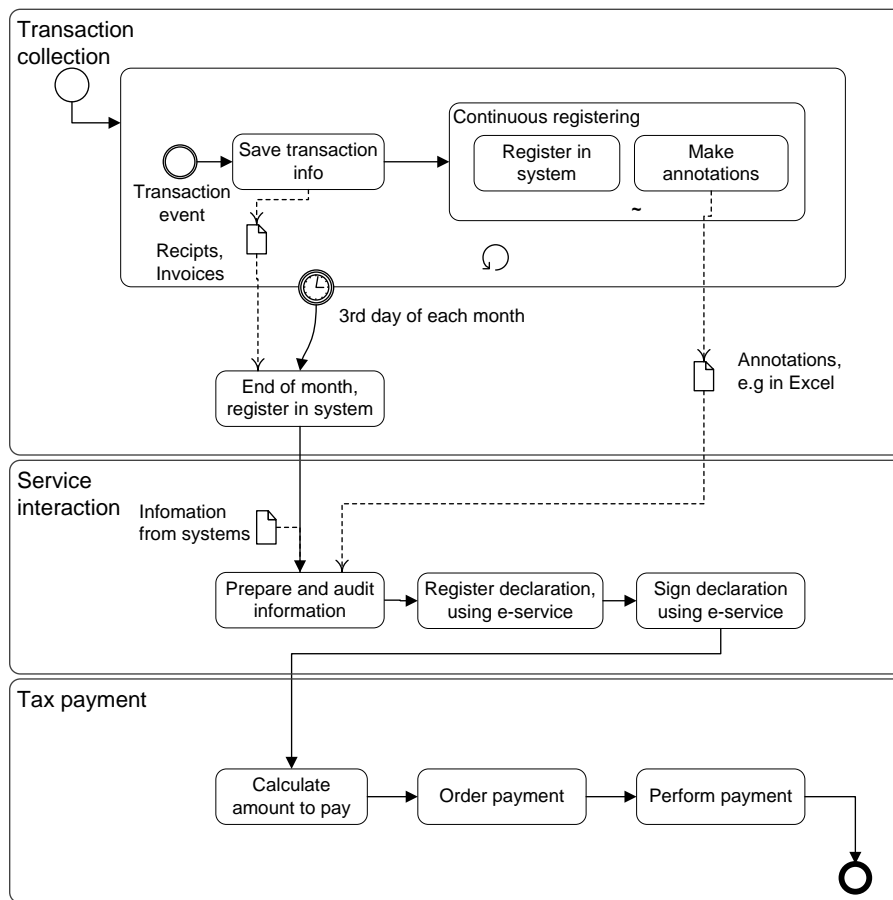 Transaction
collection
Continuous registering
Save transaction
info
Register in
system
Make
annotations
~
Transaction
event
Recipts,
Invoices
3rd day of each month
Annotations,
e.g in Excel
End of month,
register in system
Service
interaction
Infomation
from systems
Prepare and audit
information
Register declaration,
using e-service
Sign declaration
using e-service
Tax payment
Calculate
amount to pay
Order payment
Perform payment